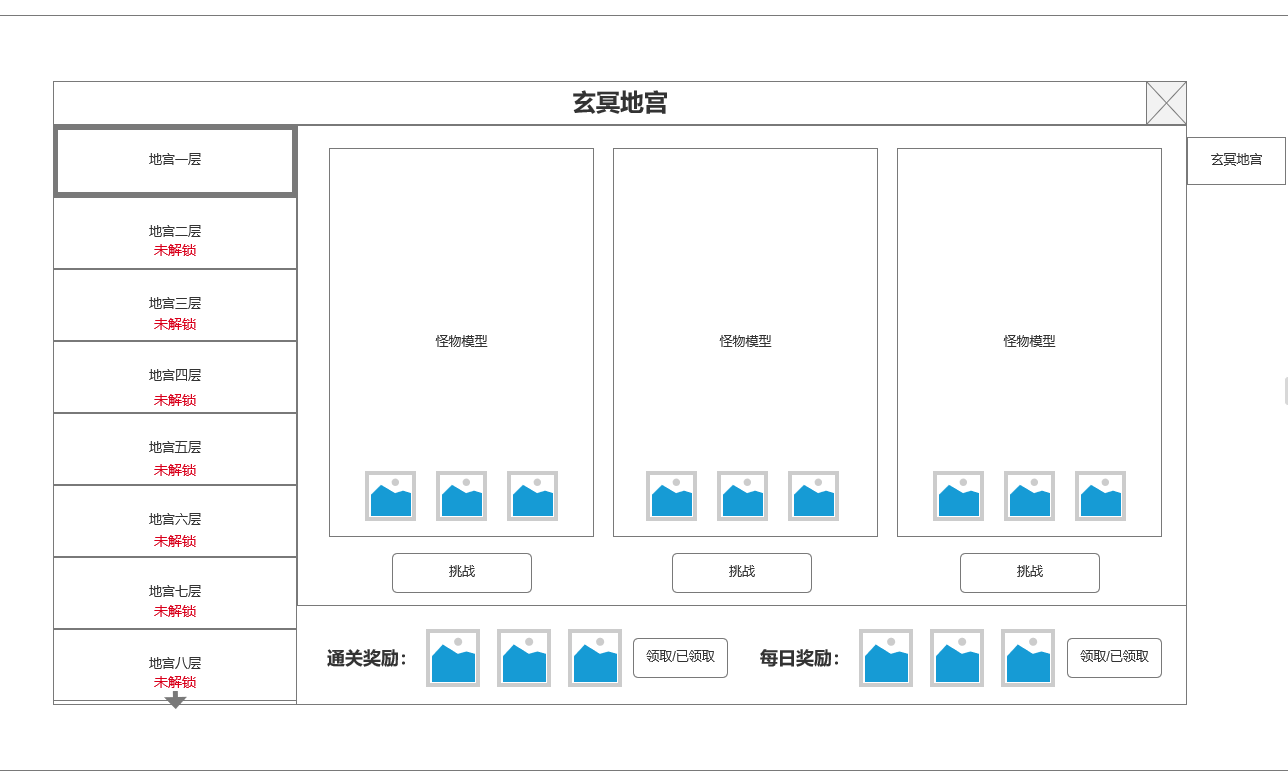 玄冥地宫
玄冥地宫
地宫一层
地宫二层
未解锁
地宫三层
未解锁
地宫四层
未解锁
地宫五层
未解锁
地宫六层
未解锁
地宫七层
未解锁
地宫八层
未解锁
怪物模型
怪物模型
怪物模型
挑战
挑战
挑战
通关奖励：
领取/已领取
每日奖励：
领取/已领取